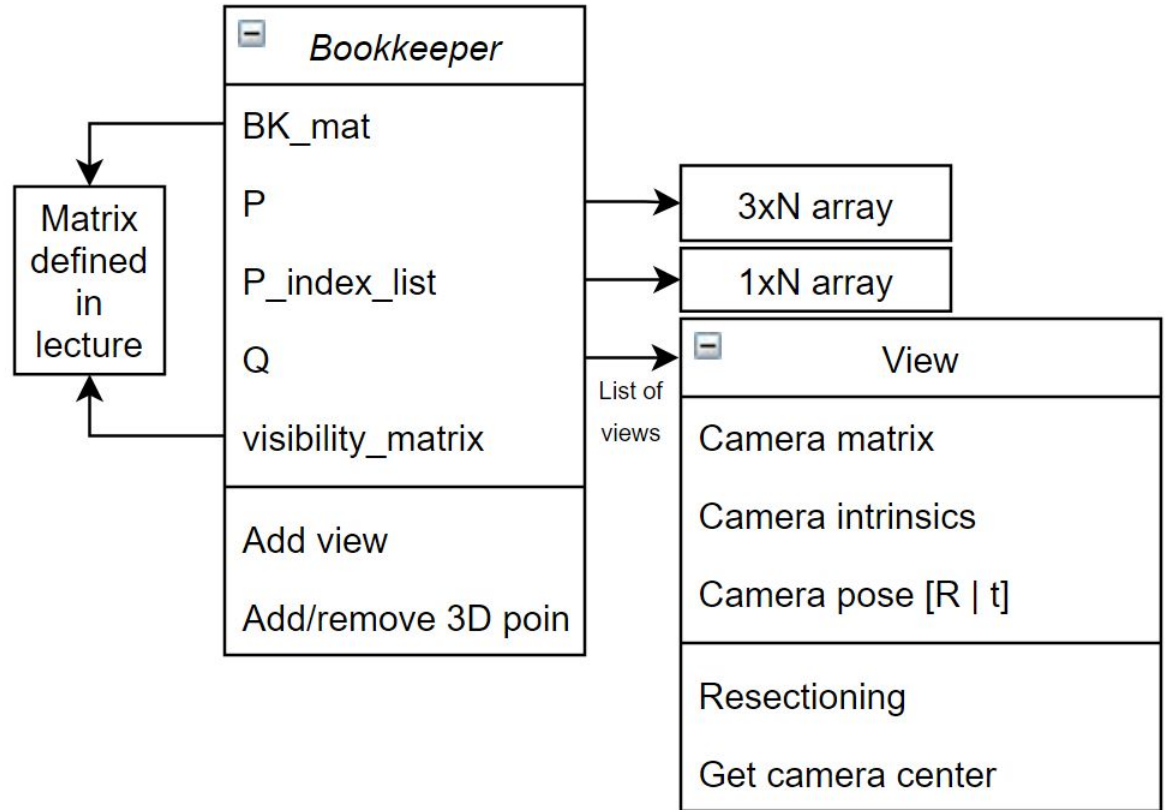 Bookkeeper
BK_mat
P
P_index_list
Q
visibility_matrix
Add view
Add/remove 3D poin
Matrix
defined
in
lecture
3xN array
1xN array
List of
views
View
Camera matrix
Camera intrinsics
Camera pose [R | t]
Resectioning
Get camera center